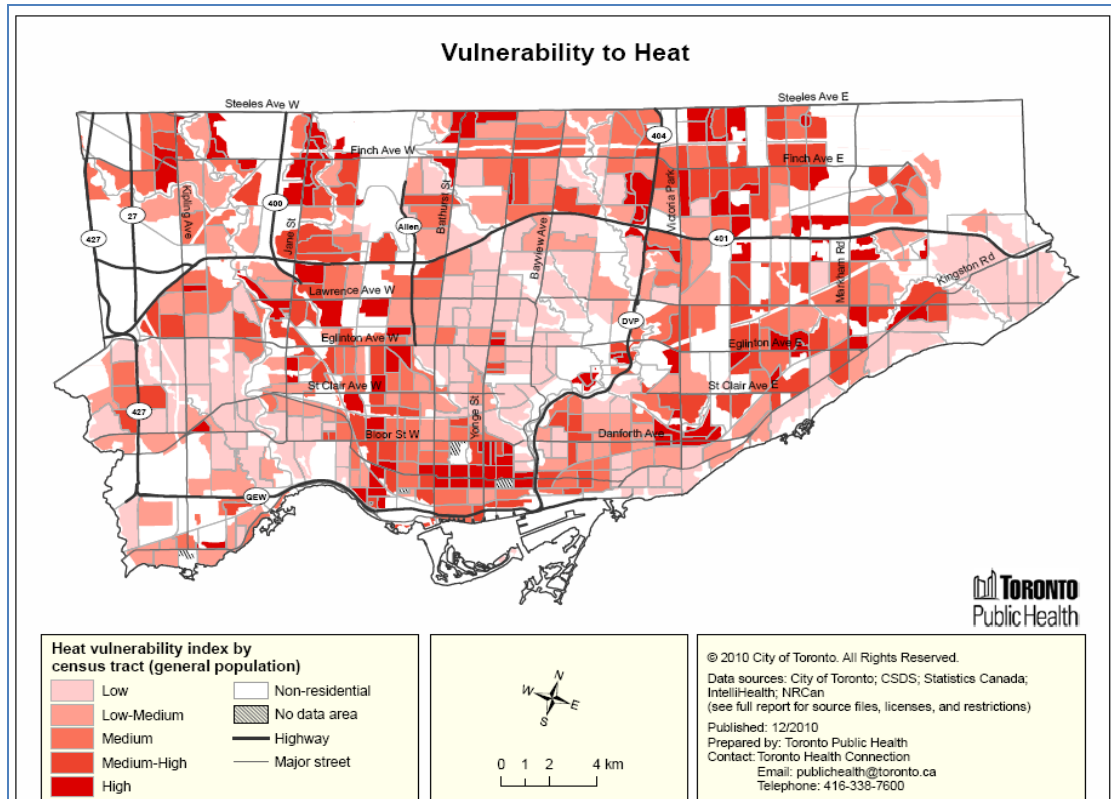 Vulnerability to Heat
Steeles Ave W
Steeles Ave E
404
Finch Ave W
Finch Ave E
Kipling Ave
400
27
427
Jane St
Allen
Bathurst St
Bayview Ave
Victoria Park
401
Markham Rd
Kingston Rd
Lawrence Ave W
DVP
Eglinton Ave W
Eglinton Ave E
St Clair Ave W
St Clair Ave E
427
Yonge St
Bloor St W
Danforth Ave
QEW
TORONTO
Public Health
Heat vulnerability index by
census tract (general population)
Low
Low-Medium
Medium
Medium-High
High
Non-residential
No data area
Highway
Major street
N
W
E
S
0 1 2 4 km
© 2010 City of Toronto. All Rights Reserved.
Data sources: City of Toronto; CSDS; Statistics Canada;
IntelliHealth; NRCan
(see full report for source files, licenses, and restrictions)
Published: 12/2010
Prepared by: Toronto Public Health
Contact: Toronto Health Connection
Email: publichealth@toronto.ca
Telephone: 416-338-7600